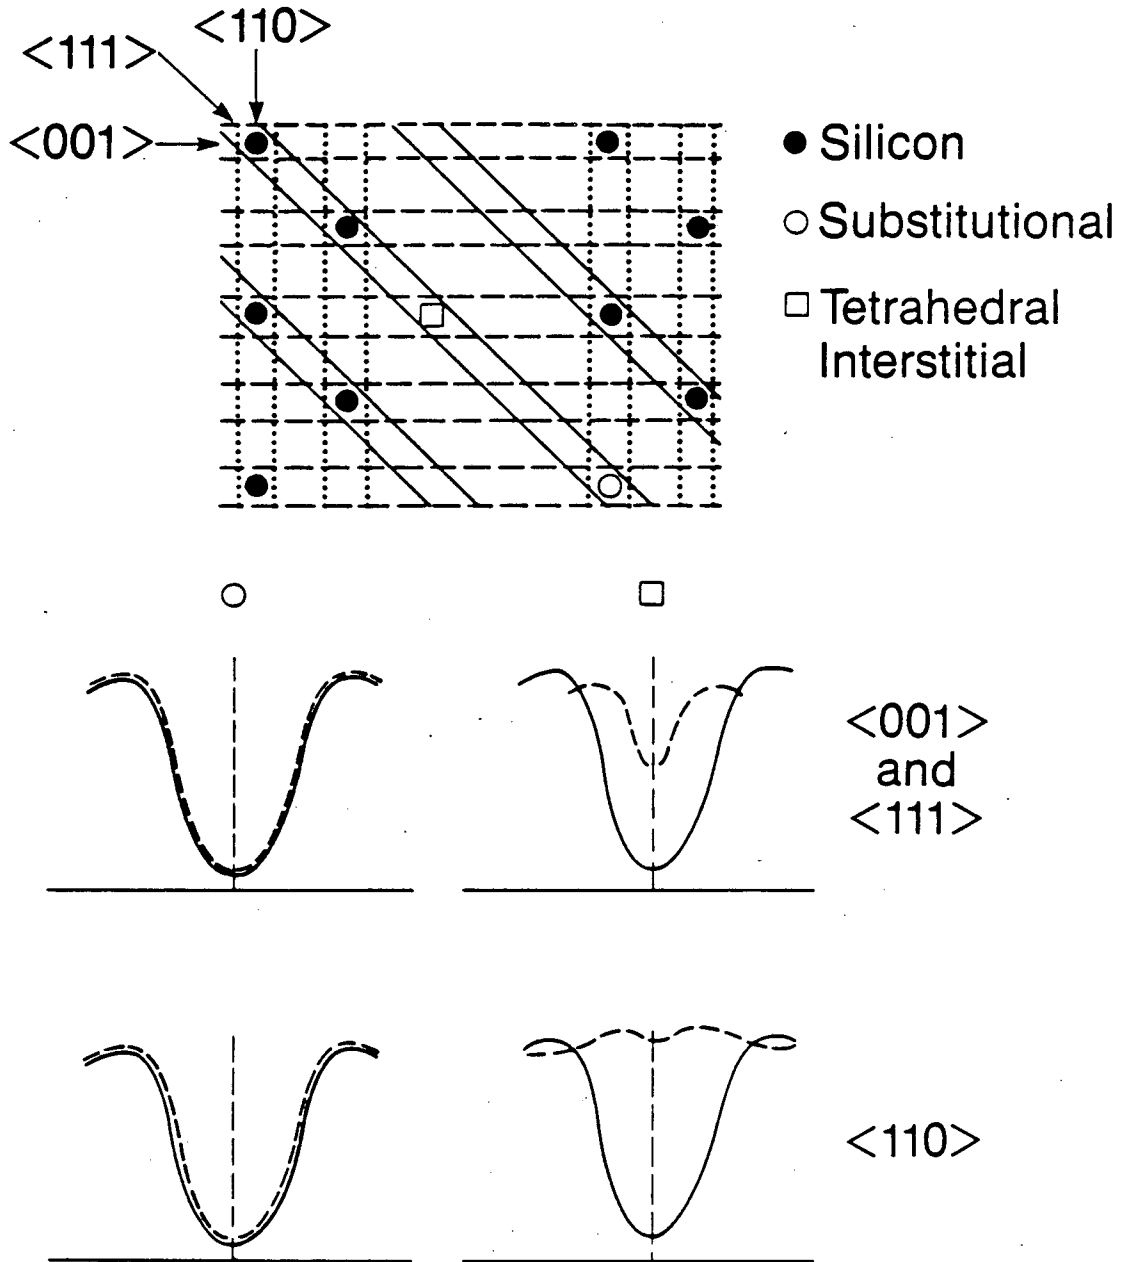 <110>
<111>
<001>
Silicon
Substitutional
Tetrahedral
Interstitial
<001>
and
<111>
<110>